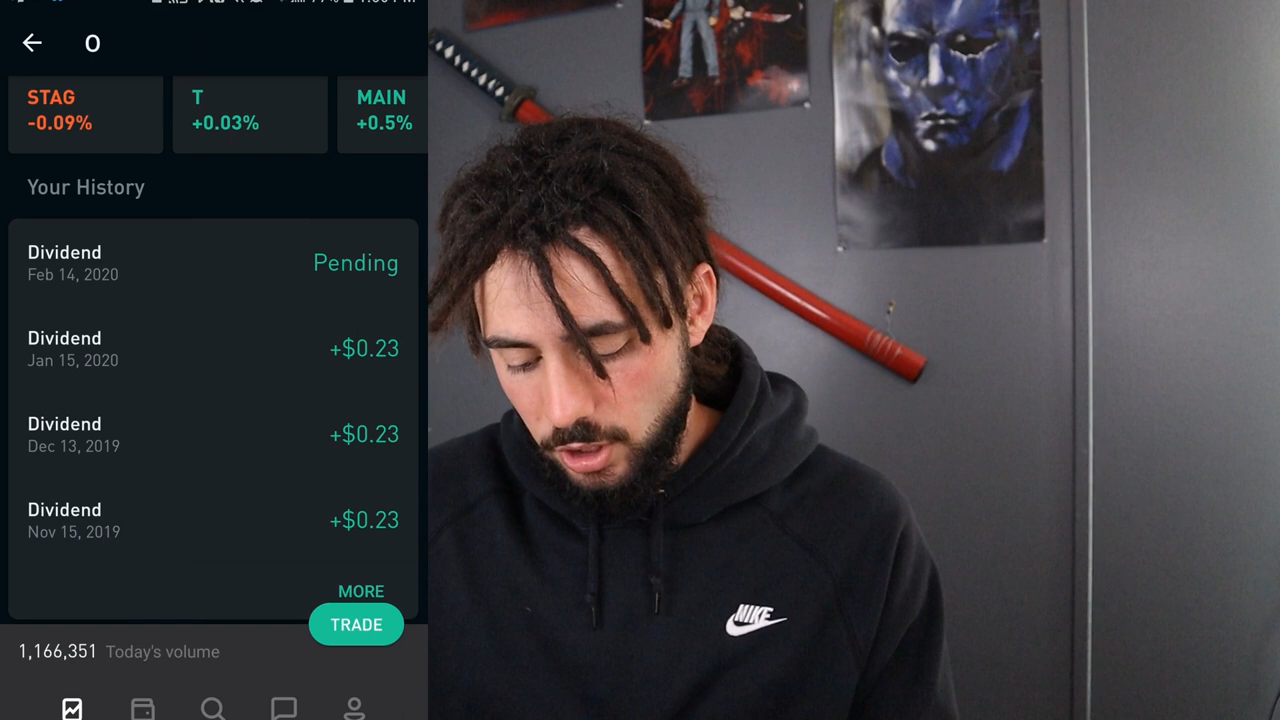 O
STAG
-0.09%
T
+0.03%
MAIN
+0.5%
Your History
Dividend
Feb 14, 2020
Pending
Dividend
Jan 15, 2020
+$0.23
Dividend
Dec 13, 2019
+$0.23
Dividend
Nov 15, 2019
+$0.23
MORE
TRADE
1,166,351 Today's volume
NIKE